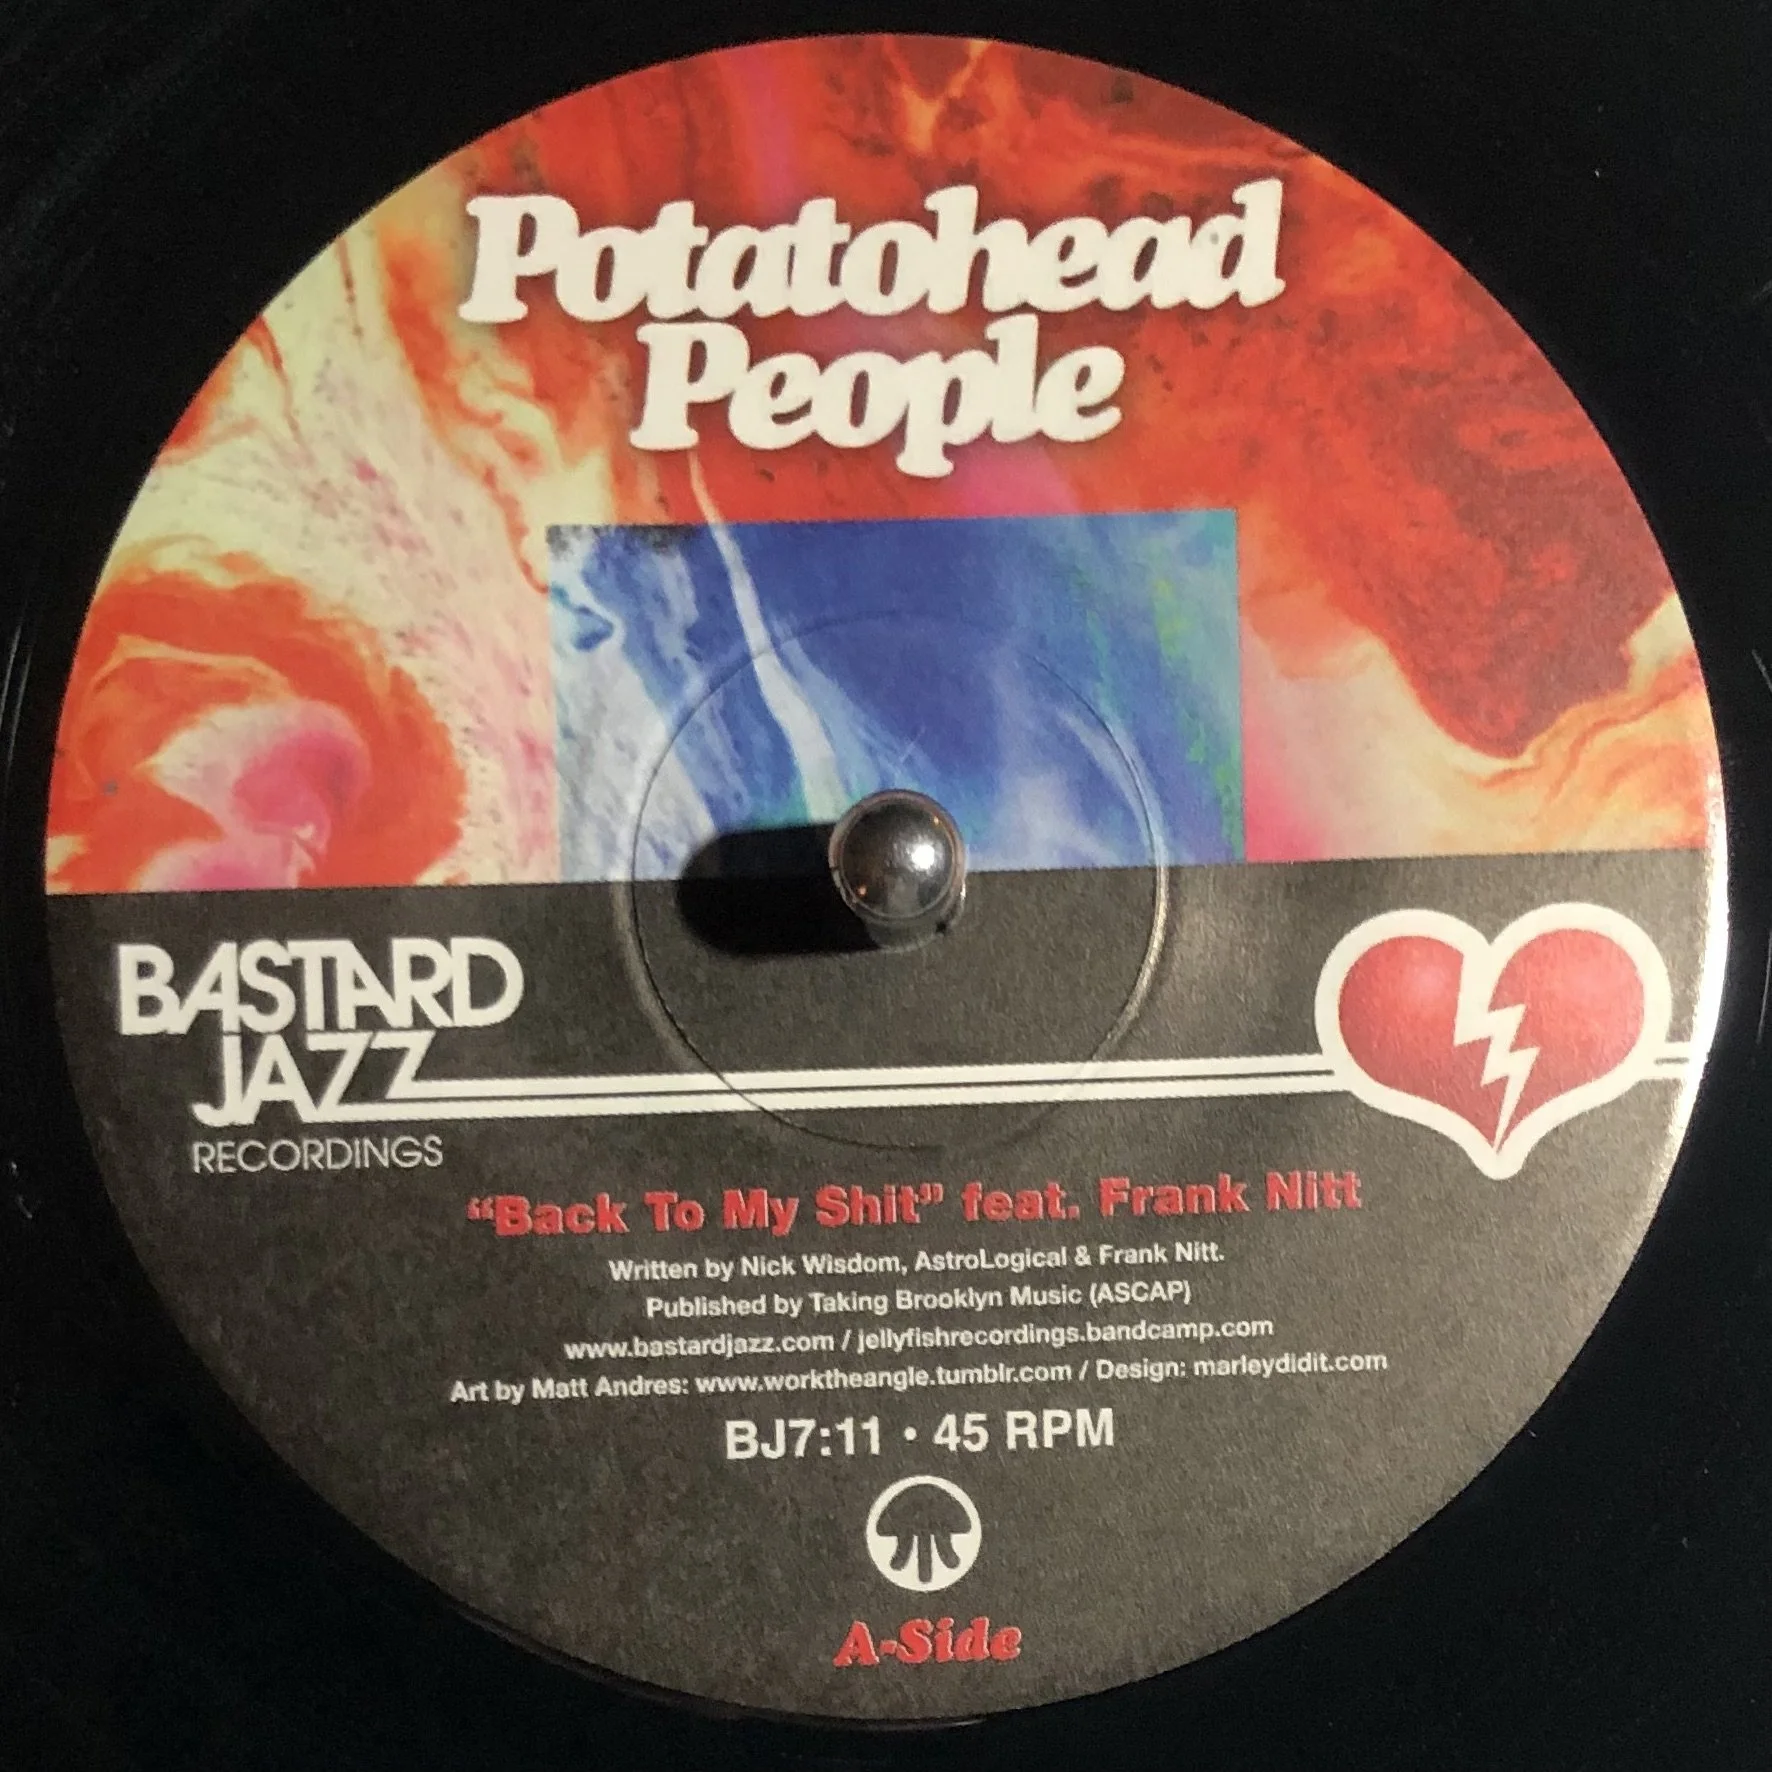 Potatohead
People
BASTARD
JAZZ
RECORDINGS
“Back To My Shit” feat. Frank Nitt
Written by Nick Wisdom, AstroLogical & Frank Nitt.
Published by Taking Brooklyn Music (ASCAP)
www.bastardjazz.com / jellyfishrecordings.bandcamp.com
Art by Matt Andres: www.worktheangle.tumblr.com / Design: marleydidit.com
BJ7:11 • 45 RPM
A-Side